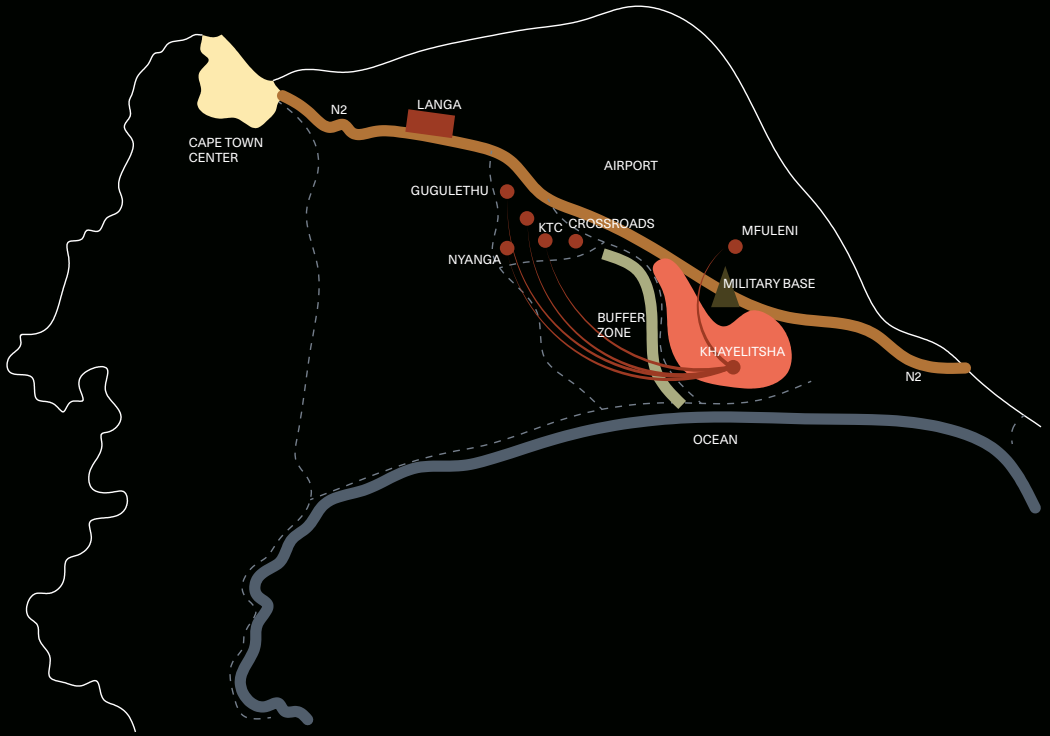 N2
LANGA
CAPE TOWN
CENTER
AIRPORT
GUGULETHU
KTC
CROSSROADS
MFULENI
NYANGA
MILITARY BASE
BUFFER
ZONE
KHAYELITSHA
N2
OCEAN